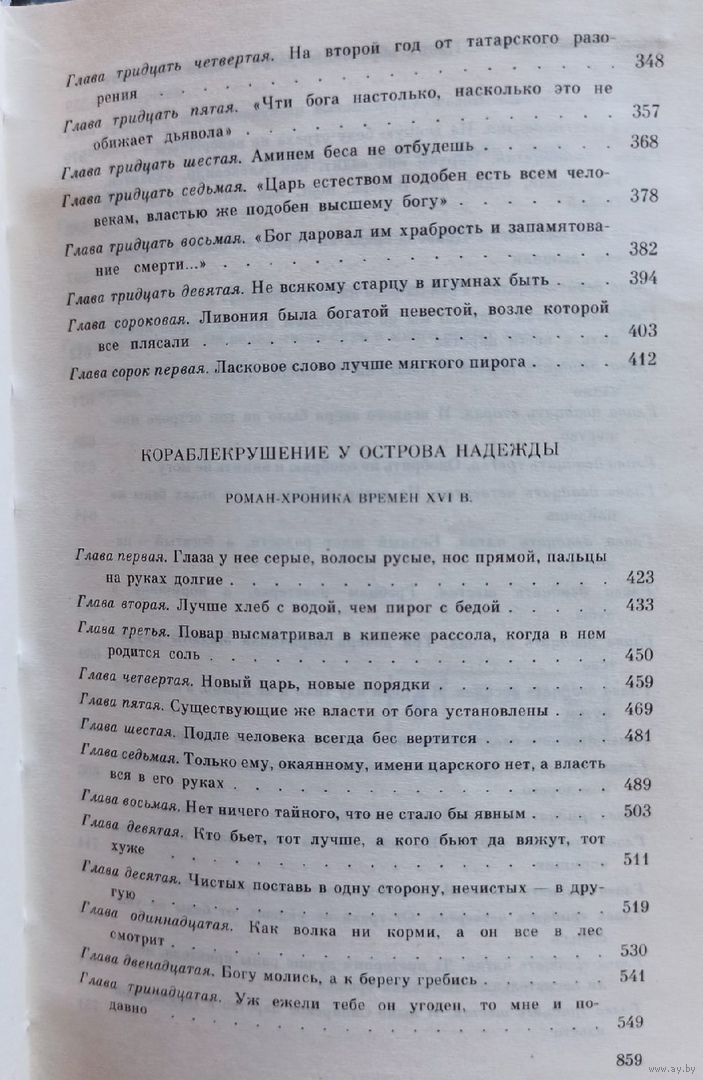 Глава тридцать четвертая. На второй год от татарского разо-
рения . . . . . . . . . . . . . . . 348
Глава тридцать пятая. «Чти бога настолько, насколько это не
обижает дьявола» . . . . . . . . . . . . 357
Глава тридцать шестая. Аминем беса не отбудешь . . . . . 368
Глава тридцать седьмая. «Царь естеством подобен есть всем чело-
векам, властью же подобен высшему богу» . . . . . . 378
Глава тридцать восьмая. «Бог даровал им храбрость и запамятова-
ние смерти...» . . . . . . . . . . . . . 382
Глава тридцать девятая. Не всякому старцу в игумнах быть . . 394
Глава сороковая. Ливония была богатой невестой, возле которой
все плясали . . . . . . . . . . . . . . 403
Глава сорок первая. Ласковое слово лучше мягкого пирога . . . . 412
КОРАБЛЕКРУШЕНИЕ У ОСТРОВА НАДЕЖДЫ
РОМАН-ХРОНИКА ВРЕМЕН XVI В.
Глава первая. Глаза у нее серые, волосы русые, нос прямой, пальцы
на руках долгие . . . . . . . . . . . . . 423
Глава вторая. Лучше хлеб с водой, чем пирог с бедой . . . . 433
Глава третья. Повар высматривал в кипеже рассола, когда в нем
родится соль . . . . . . . . . . . . . . 450
Глава четвертая. Новый царь, новые порядки . . . . . . . 459
Глава пятая. Существующие же власти от бога установлены . . . 469
Глава шестая. Подле человека всегда бес вертится . . . . . 481
Глава седьмая. Только ему, окаянному, имени царского нет, а власть
вся в его руках . . . . . . . . . . . . . 489
Глава восьмая. Нет ничего тайного, что не стало бы явным . . . . 503
Глава девятая. Кто бьет, тот лучше, а кого бьют да вяжут, тот
хуже . . . . . . . . . . . . . . . . 511
Глава десятая. Чистых поставь в одну сторону, нечистых — в дру-
гую . . . . . . . . . . . . . . . . 519
Глава одиннадцатая. Как волка ни корми, а он все в лес
смотрит . . . . . . . . . . . . . . . 530
Глава двенадцатая. Богу молись, а к берегу гребись . . . . . 541
Глава тринадцатая. Уж ежели тебе он угоден, то мне и по-
давно . . . . . . . . . . . . . . . . 549
859
www.ay.by